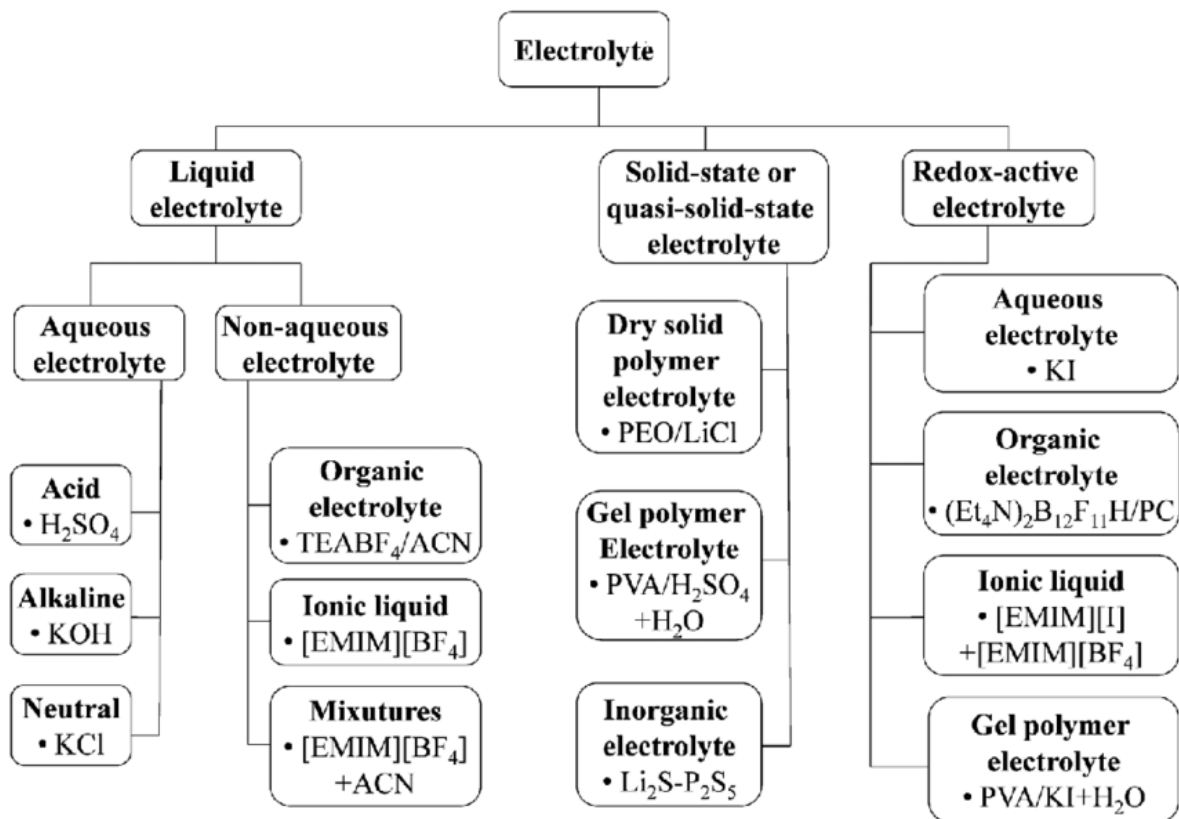 Electrolyte
Liquid
electrolyte
Aqueous
electrolyte
Acid
• H₂SO₄
Alkaline
• KOH
Neutral
• KCl
Non-aqueous
electrolyte
Organic
electrolyte
• TEABF₄/ACN
Ionic liquid
• [EMIM][BF₄]
Mixutures
• [EMIM][BF₄]
+ACN
Solid-state or
quasi-solid-state
electrolyte
Dry solid
polymer
electrolyte
• PEO/LiCl
Gel polymer
Electrolyte
• PVA/H₂SO₄
+H₂O
Inorganic
electrolyte
• Li₂S-P₂S₅
Redox-active
electrolyte
Aqueous
electrolyte
• KI
Organic
electrolyte
• (Et₄N)₂B₁₂F₁₁H/PC
Ionic liquid
• [EMIM][I]
+[EMIM][BF₄]
Gel polymer
electrolyte
• PVA/KI+H₂O